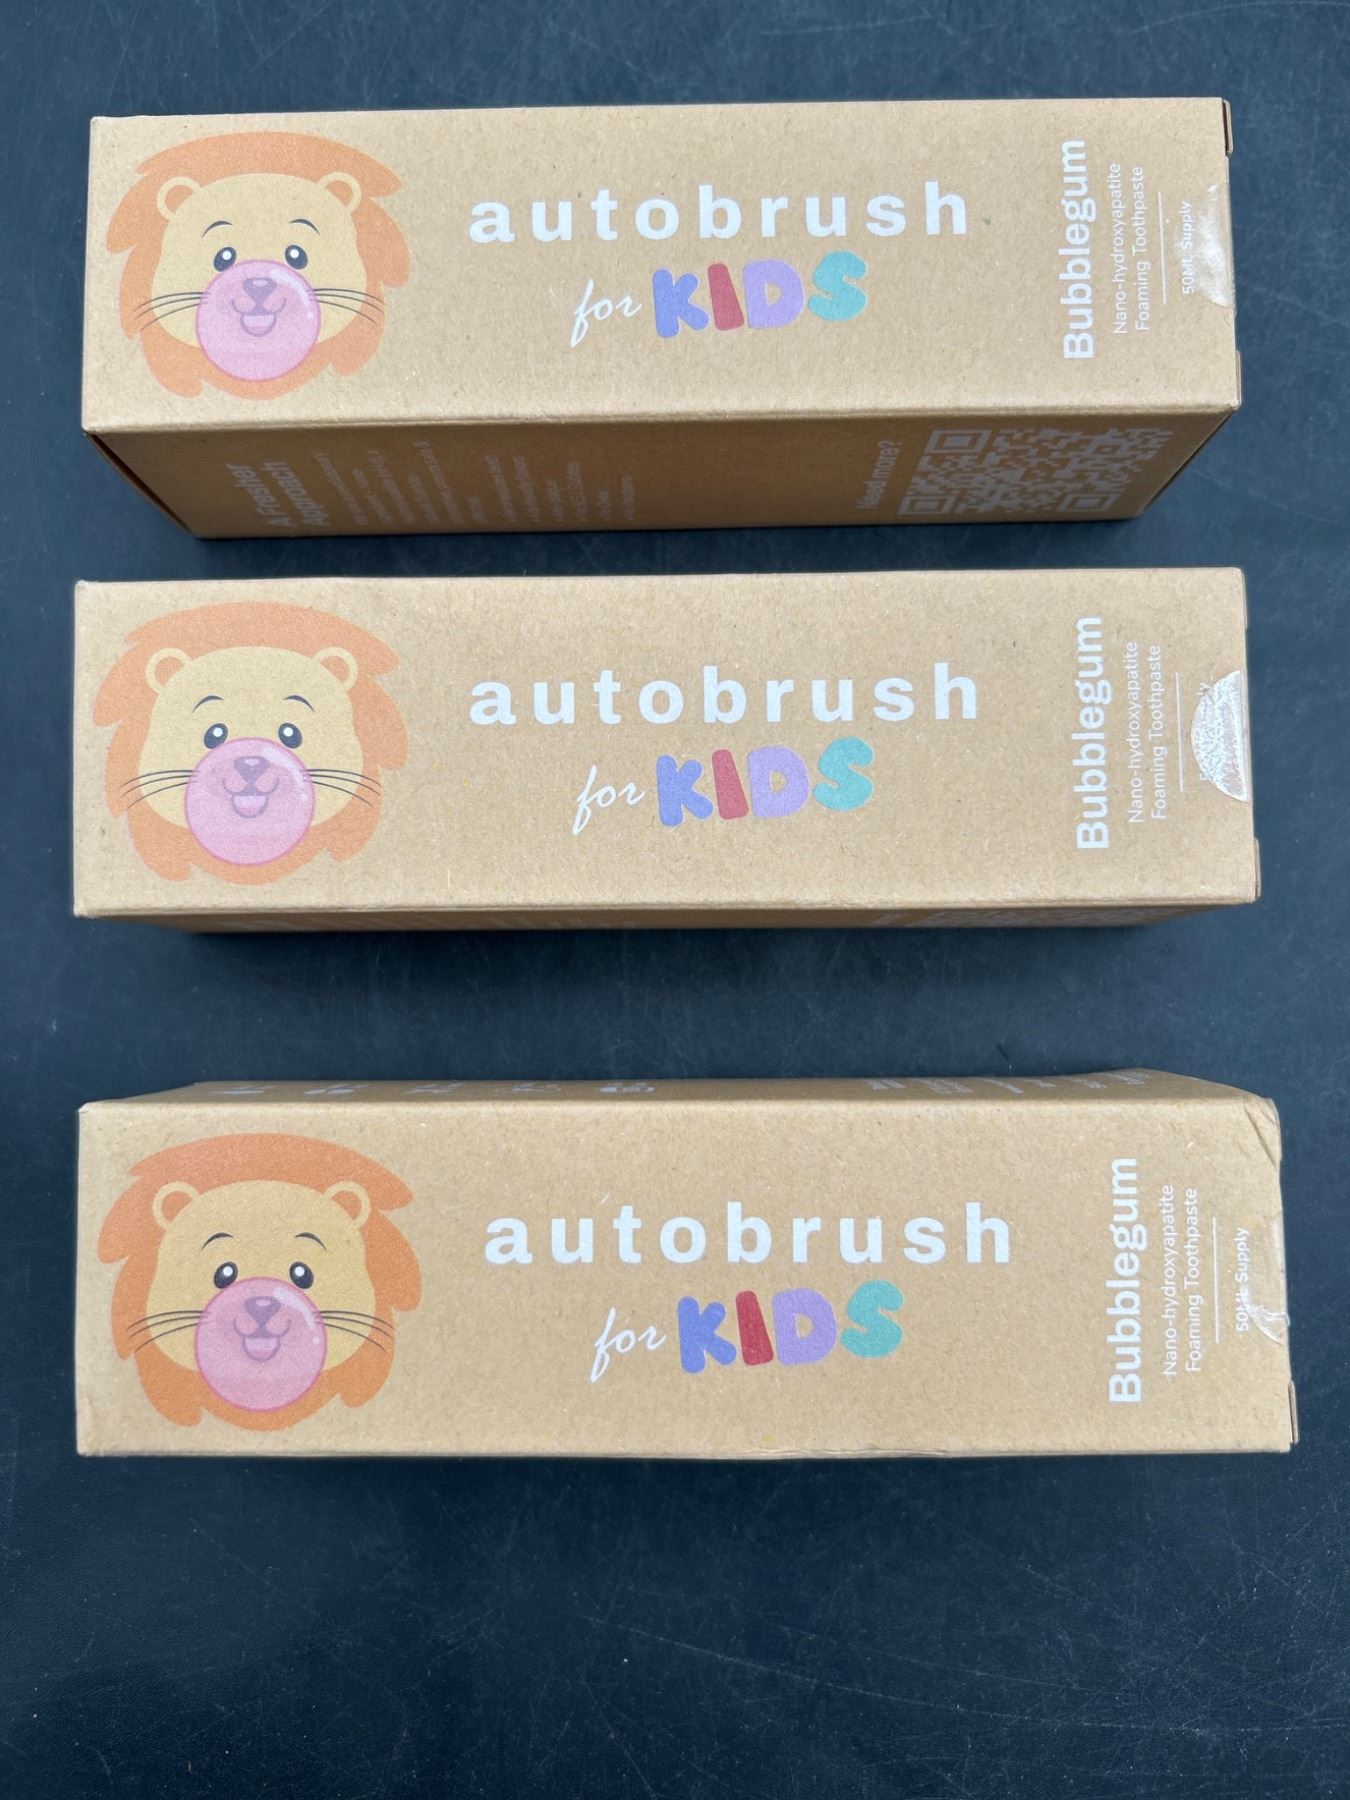 autobrush
for KIDS
Bubblegum
Nano-hydroxyapatite
Foaming Toothpaste
50ML Supply
A Fresher
Approach
Need more?
autobrush
for KIDS
Bubblegum
Nano-hydroxyapatite
Foaming Toothpaste
autobrush
for KIDS
Bubblegum
Nano-hydroxyapatite
Foaming Toothpaste
50ML Supply